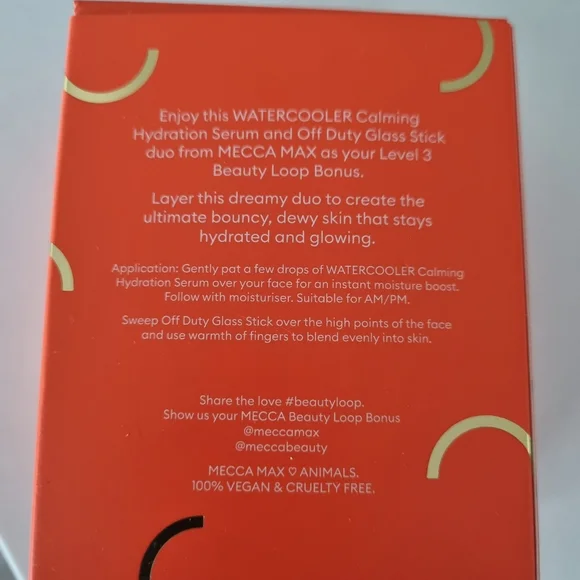 Enjoy this WATERCOOLER Calming
Hydration Serum and Off Duty Glass Stick
duo from MECCA MAX as your Level 3
Beauty Loop Bonus.
Layer this dreamy duo to create the
ultimate bouncy, dewy skin that stays
hydrated and glowing.
Application: Gently pat a few drops of WATERCOOLER Calming
Hydration Serum over your face for an instant moisture boost.
Follow with moisturiser. Suitable for AM/PM.
Sweep Off Duty Glass Stick over the high points of the face
and use warmth of fingers to blend evenly into skin.
Share the love #beautyloop.
Show us your MECCA Beauty Loop Bonus
@meccamax
@meccabeauty
MECCA MAX ♡ ANIMALS.
100% VEGAN & CRUELTY FREE.